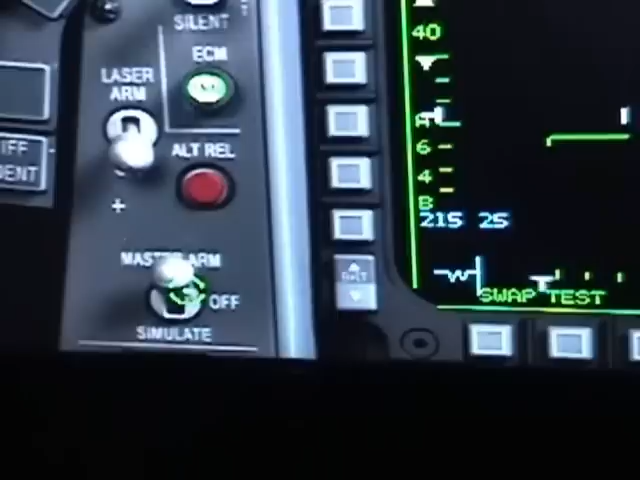 SILENT
ECM
LASER
ARM
ALT REL
IFF
IDENT
MASTER ARM
OFF
SIMULATE
40
A
6
4
B
215 25
W
SWAP TEST